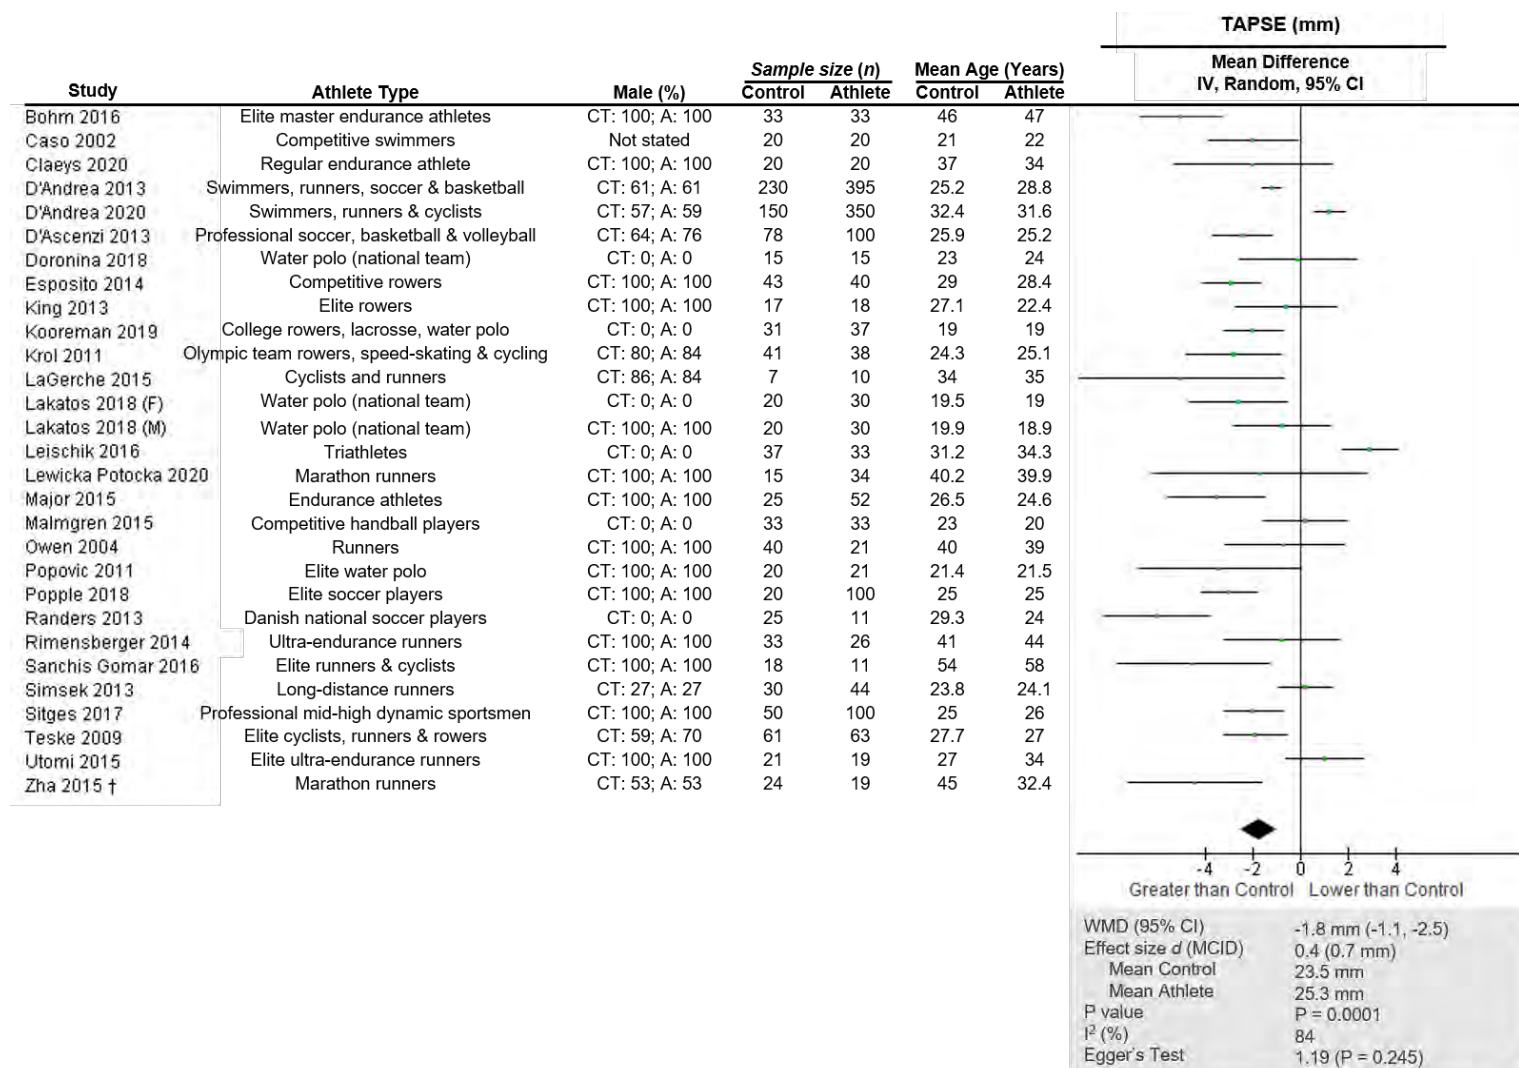 TAPSE (mm)
Sample size (n) Mean Age (Years) Mean Difference
Study Athlete Type Male (%) Control Athlete Control Athlete IV, Random, 95% CI
Bohm 2016 Elite master endurance athletes CT: 100; A: 100 33 33 46 47
Caso 2002 Competitive swimmers Not stated 20 20 21 22
Claeys 2020 Regular endurance athlete CT: 100; A: 100 20 20 37 34
D'Andrea 2013 Swimmers, runners, soccer & basketball CT: 61; A: 61 230 395 25.2 28.8
D'Andrea 2020 Swimmers, runners & cyclists CT: 57; A: 59 150 350 32.4 31.6
D'Ascenzi 2013 Professional soccer, basketball & volleyball CT: 64; A: 76 78 100 25.9 25.2
Doronina 2018 Water polo (national team) CT: 0; A: 0 15 15 23 24
Esposito 2014 Competitive rowers CT: 100; A: 100 43 40 29 28.4
King 2013 Elite rowers CT: 100; A: 100 17 18 27.1 22.4
Kooreman 2019 College rowers, lacrosse, water polo CT: 0; A: 0 31 37 19 19
Krol 2011 Olympic team rowers, speed-skating & cycling CT: 80; A: 84 41 38 24.3 25.1
LaGerche 2015 Cyclists and runners CT: 86; A: 84 7 10 34 35
Lakatos 2018 (F) Water polo (national team) CT: 0; A: 0 20 30 19.5 19
Lakatos 2018 (M) Water polo (national team) CT: 100; A: 100 20 30 19.9 18.9
Leischik 2016 Triathletes CT: 0; A: 0 37 33 31.2 34.3
Lewicka Potocka 2020 Marathon runners CT: 100; A: 100 15 34 40.2 39.9
Major 2015 Endurance athletes CT: 100; A: 100 25 52 26.5 24.6
Malmgren 2015 Competitive handball players CT: 0; A: 0 33 33 23 20
Owen 2004 Runners CT: 100; A: 100 40 21 40 39
Popovic 2011 Elite water polo CT: 100; A: 100 20 21 21.4 21.5
Popple 2018 Elite soccer players CT: 100; A: 100 20 100 25 25
Randers 2013 Danish national soccer players CT: 0; A: 0 25 11 29.3 24
Rimensberger 2014 Ultra-endurance runners CT: 100; A: 100 33 26 41 44
Sanchis Gomar 2016 Elite runners & cyclists CT: 100; A: 100 18 11 54 58
Simsek 2013 Long-distance runners CT: 27; A: 27 30 44 23.8 24.1
Sitges 2017 Professional mid-high dynamic sportsmen CT: 100; A: 100 50 100 25 26
Teske 2009 Elite cyclists, runners & rowers CT: 59; A: 70 61 63 27.7 27
Utomi 2015 Elite ultra-endurance runners CT: 100; A: 100 21 19 27 34
Zha 2015 † Marathon runners CT: 53; A: 53 24 19 45 32.4
-4 -2 0 2 4
Greater than Control Lower than Control
WMD (95% CI) -1.8 mm (-1.1, -2.5)
Effect size d (MCID) 0.4 (0.7 mm)
Mean Control 23.5 mm
Mean Athlete 25.3 mm
P value P = 0.0001
I² (%) 84
Egger's Test 1.19 (P = 0.245)